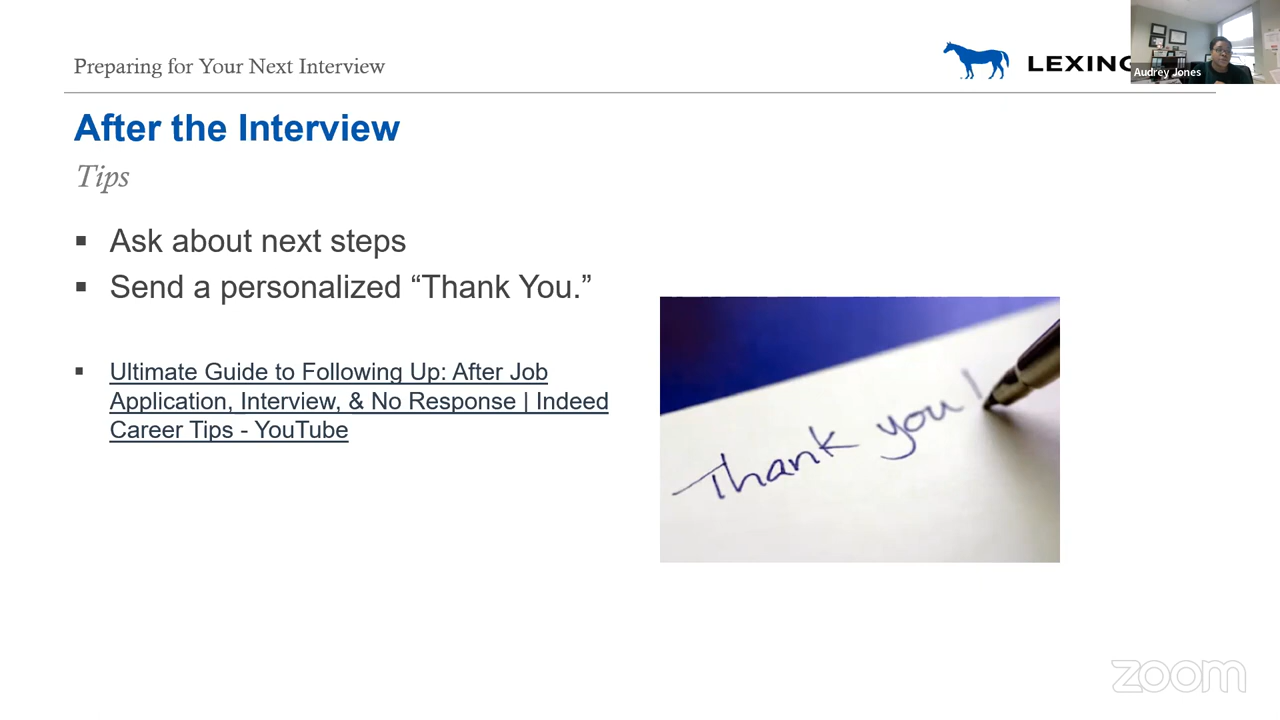 Preparing for Your Next Interview
LEXING
Audrey Jones
After the Interview
Tips
▪ Ask about next steps
▪ Send a personalized “Thank You.”
▪ Ultimate Guide to Following Up: After Job
Application, Interview, & No Response | Indeed
Career Tips - YouTube
Thank you!
zoom